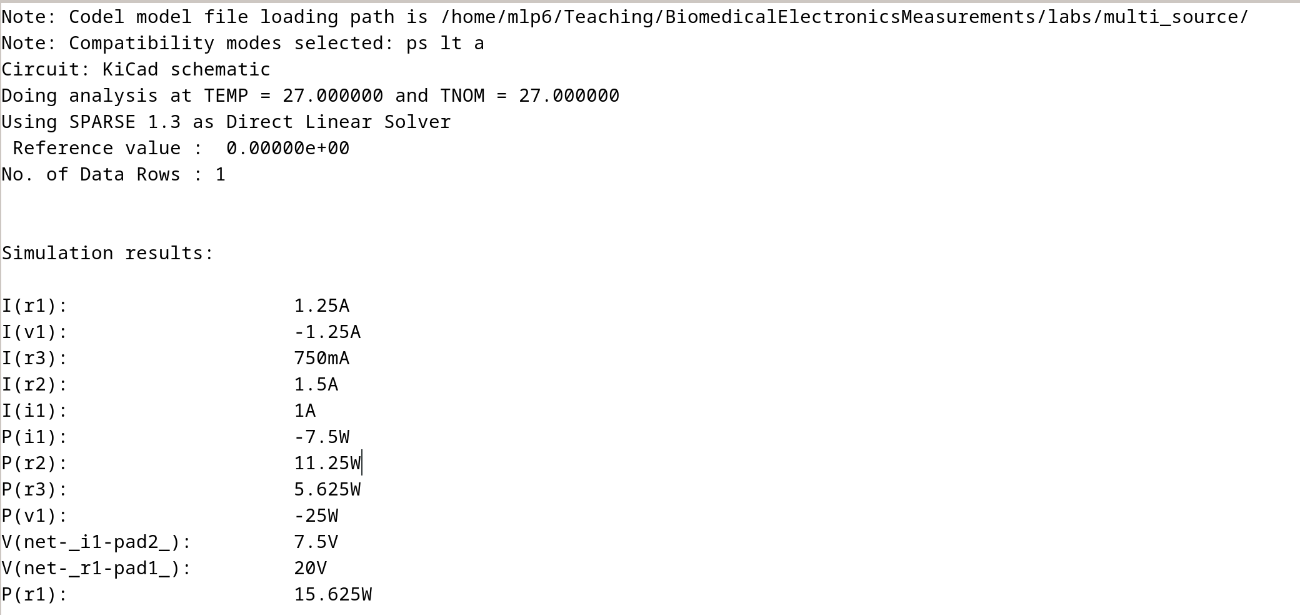 Note: Codel model file loading path is /home/mlp6/Teaching/BiomedicalElectronicsMeasurements/labs/multi_source/
Note: Compatibility modes selected: ps lt a
Circuit: KiCad schematic
Doing analysis at TEMP = 27.000000 and TNOM = 27.000000
Using SPARSE 1.3 as Direct Linear Solver
Reference value :  0.00000e+00
No. of Data Rows : 1
Simulation results:
I(r1): 1.25A
I(v1): -1.25A
I(r3): 750mA
I(r2): 1.5A
I(i1): 1A
P(i1): -7.5W
P(r2): 11.25W
P(r3): 5.625W
P(v1): -25W
V(net-_i1-pad2_): 7.5V
V(net-_r1-pad1_): 20V
P(r1): 15.625W